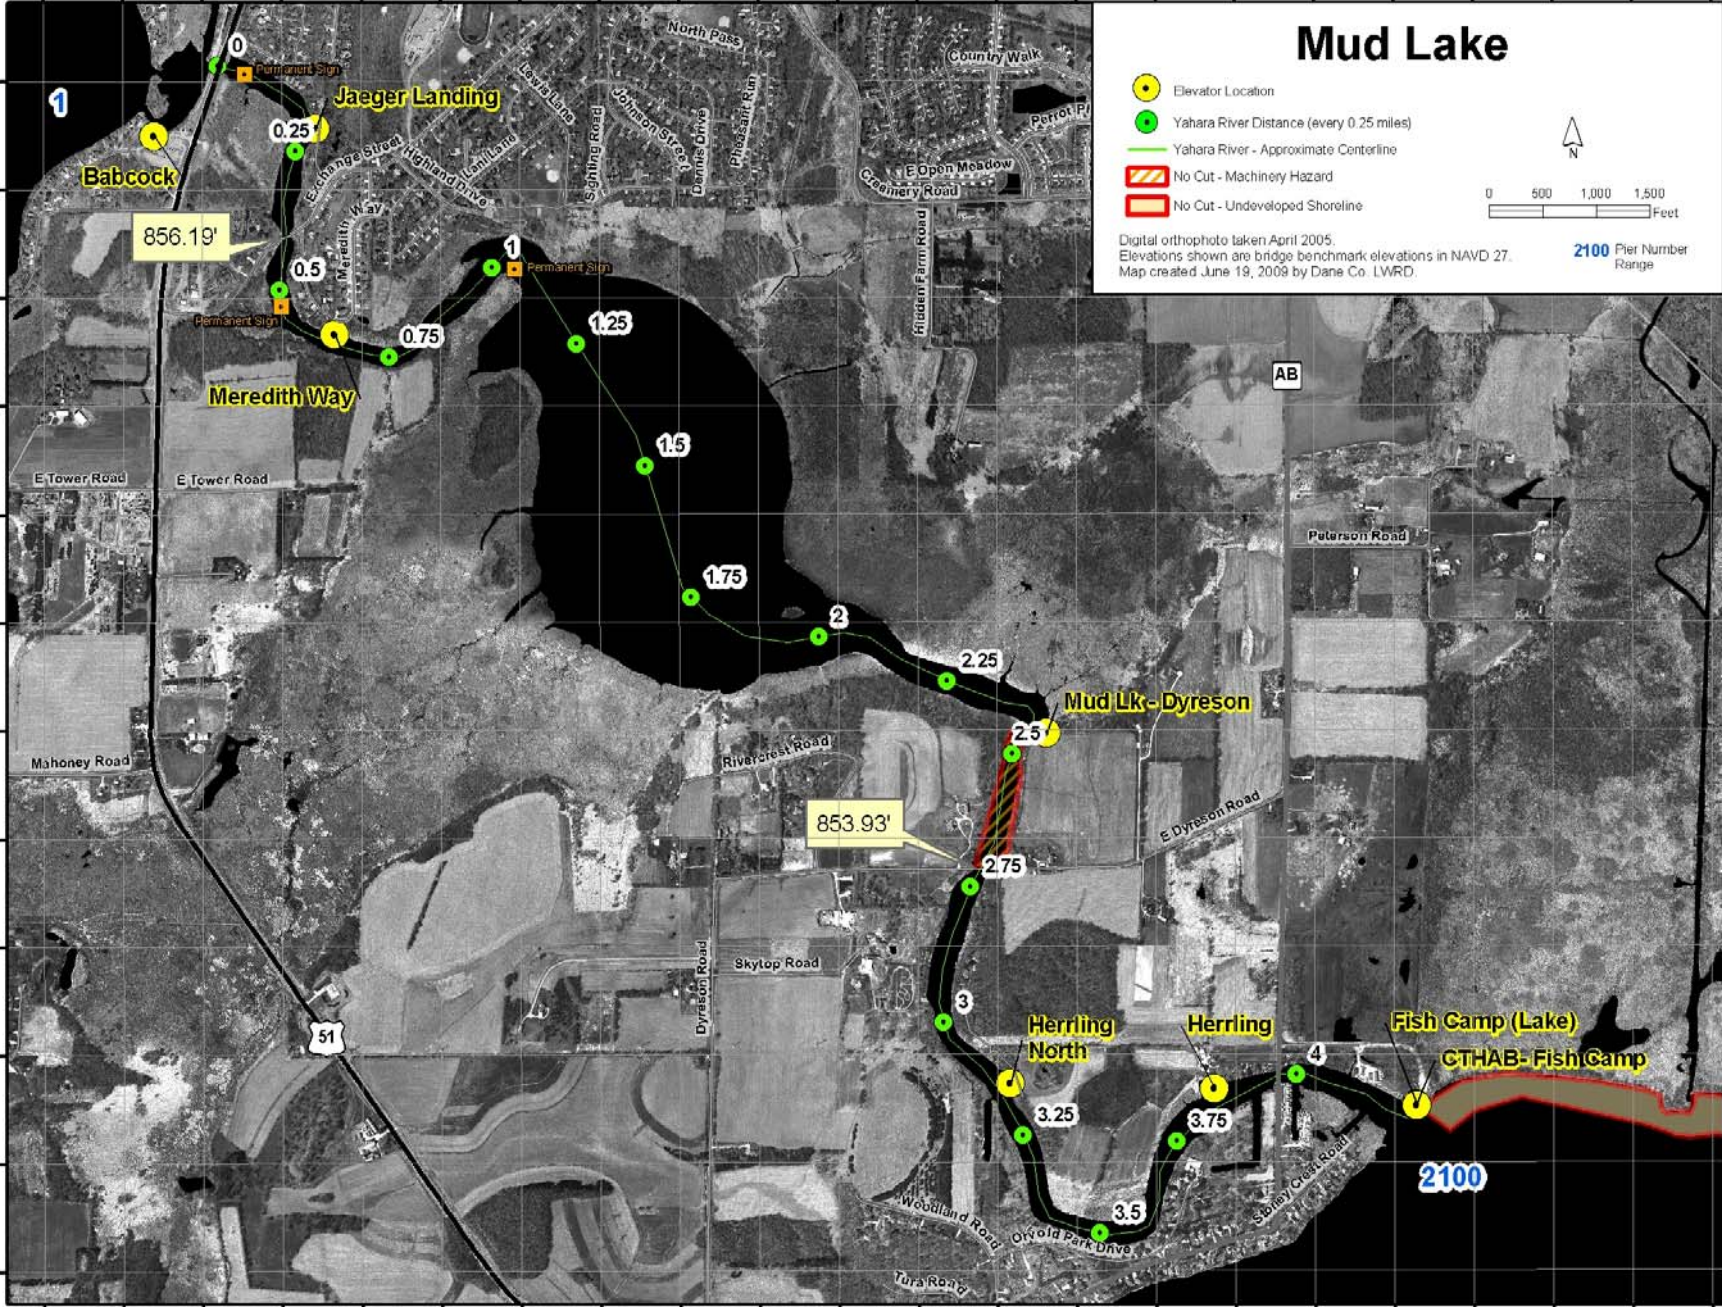 Mud Lake
Elevator Location
Yahara River Distance (every 0.25 miles)
Yahara River - Approximate Centerline
No Cut - Machinery Hazard
No Cut - Undeveloped Shoreline
N
0 500 1,000 1,500
Feet
Digital orthophoto taken April 2005.
Elevations shown are bridge benchmark elevations in NAVD 27.
Map created June 19, 2009 by Dane Co. LWRD.
2100 Pier Number
Range
0
Permanent Sign
1
Jaeger Landing
0.25
Babcock
856.19'
Exchange Street
Highland Drive
Lani Land
Lewis Lane
North Pass
Johnson Street
Sighting Road
Dennis Drive
Pheasant Run
Country Walk
E Open Meadow
Creamery Road
Hidden Farm Road
Meredith Way
0.5
Permanent Sign
1
Permanent Sign
0.75
Meredith Way
1.25
AB
1.5
E Tower Road
E Tower Road
Peterson Road
1.75
2
2.25
Mud Lk - Dyreson
2.5
Rivercrest Road
Mahoney Road
853.93'
E Dyreson Road
2.75
Skytop Road
Dyreson Road
3
51
Herrling
North
Herrling
Fish Camp (Lake)
CTHAB- Fish Camp
4
3.25
3.75
2100
3.5
Stoney Crest Road
Woodland Road
Orvold Park Drive
Tura Road